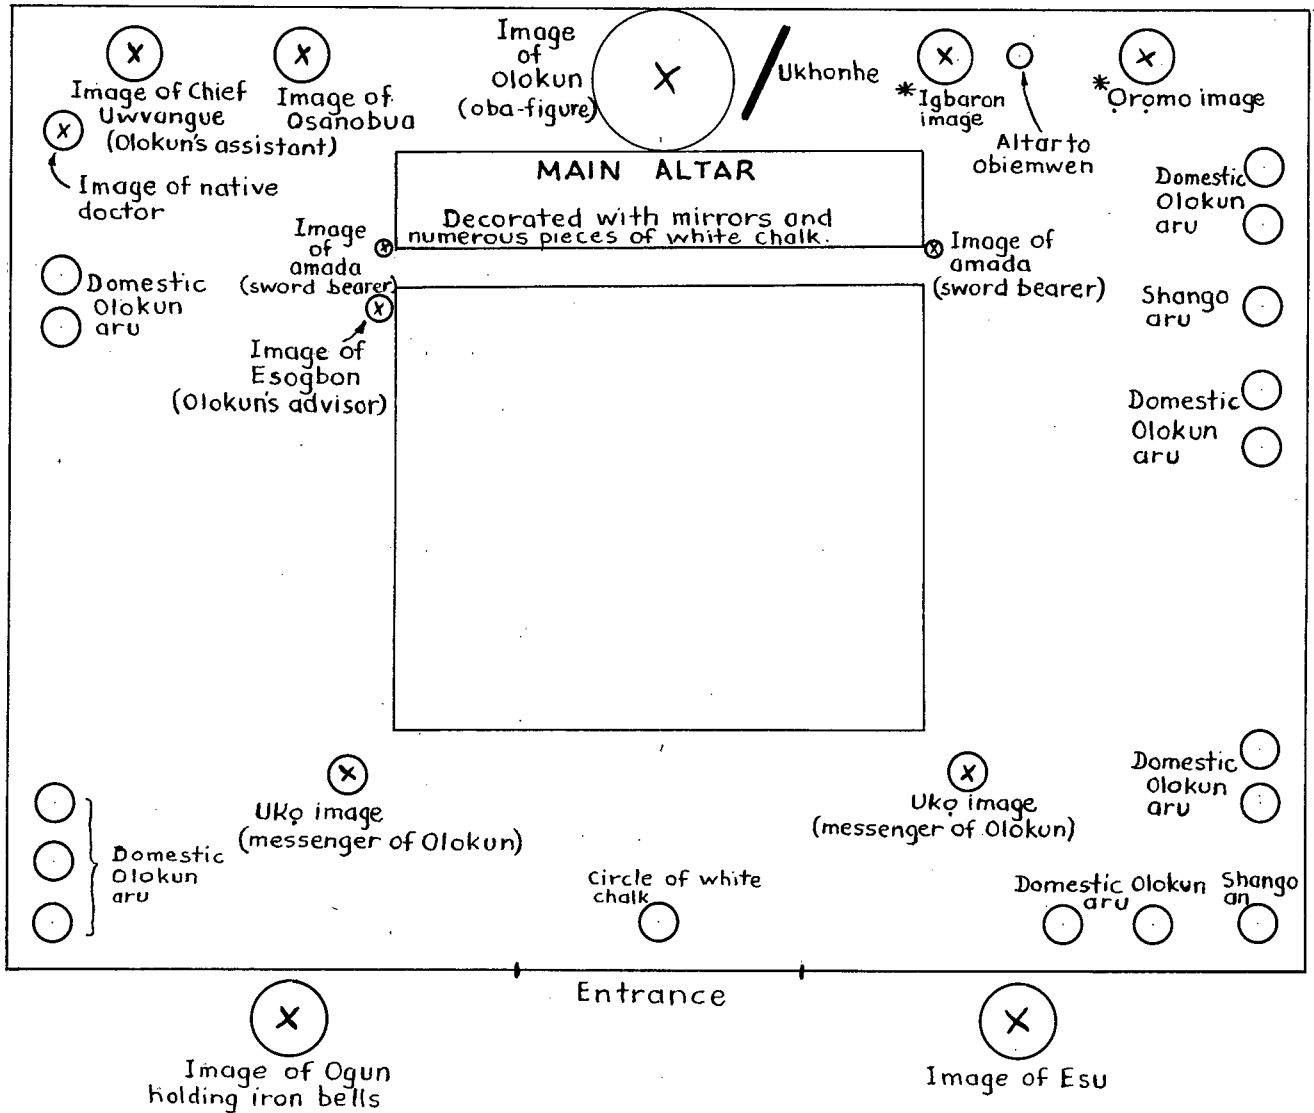 Image of Chief
Uwvangue
(Olokun's assistant)
Image of
Osanobua
Image
of
Olokun
(oba-figure)
Ukhonhe
*Igbaron
image
Altar to
Obiemwen
*Ọrọmo image
Image of native
doctor
MAIN ALTAR
Decorated with mirrors and
numerous pieces of white chalk.
Domestic
Olokun
aru
Image
of
amada
(sword bearer)
Image of
amada
(sword bearer)
Domestic
Olokun
aru
Shango
aru
Image of
Esogbon
(Olokun's advisor)
Domestic
Olokun
aru
Ukọ image
(messenger of Olokun)
Ukọ image
(messenger of Olokun)
Domestic
Olokun
aru
Domestic
Olokun
aru
Circle of white
chalk
Domestic Olokun
aru
Shango
an
Entrance
Image of Ogun
holding iron bells
Image of Esu